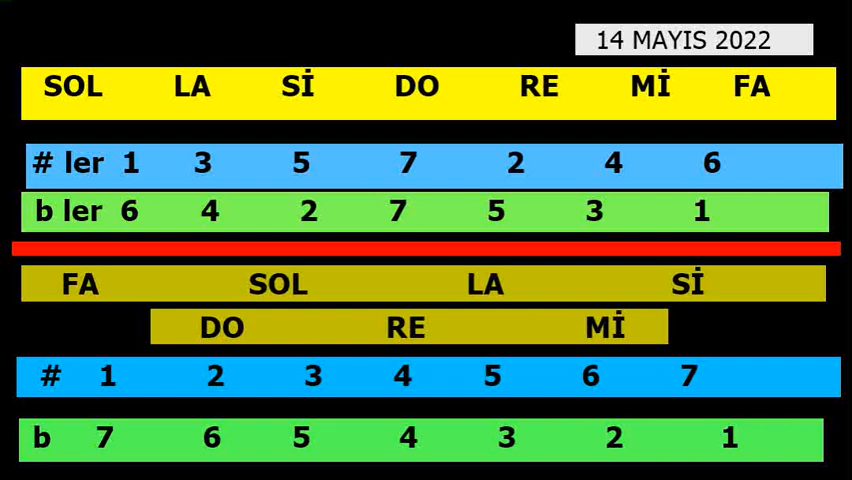 14 MAYIS 2022
SOL LA Sİ DO RE Mİ FA
# ler 1 3 5 7 2 4 6
b ler 6 4 2 7 5 3 1
FA SOL LA Sİ
DO RE Mİ
# 1 2 3 4 5 6 7
b 7 6 5 4 3 2 1